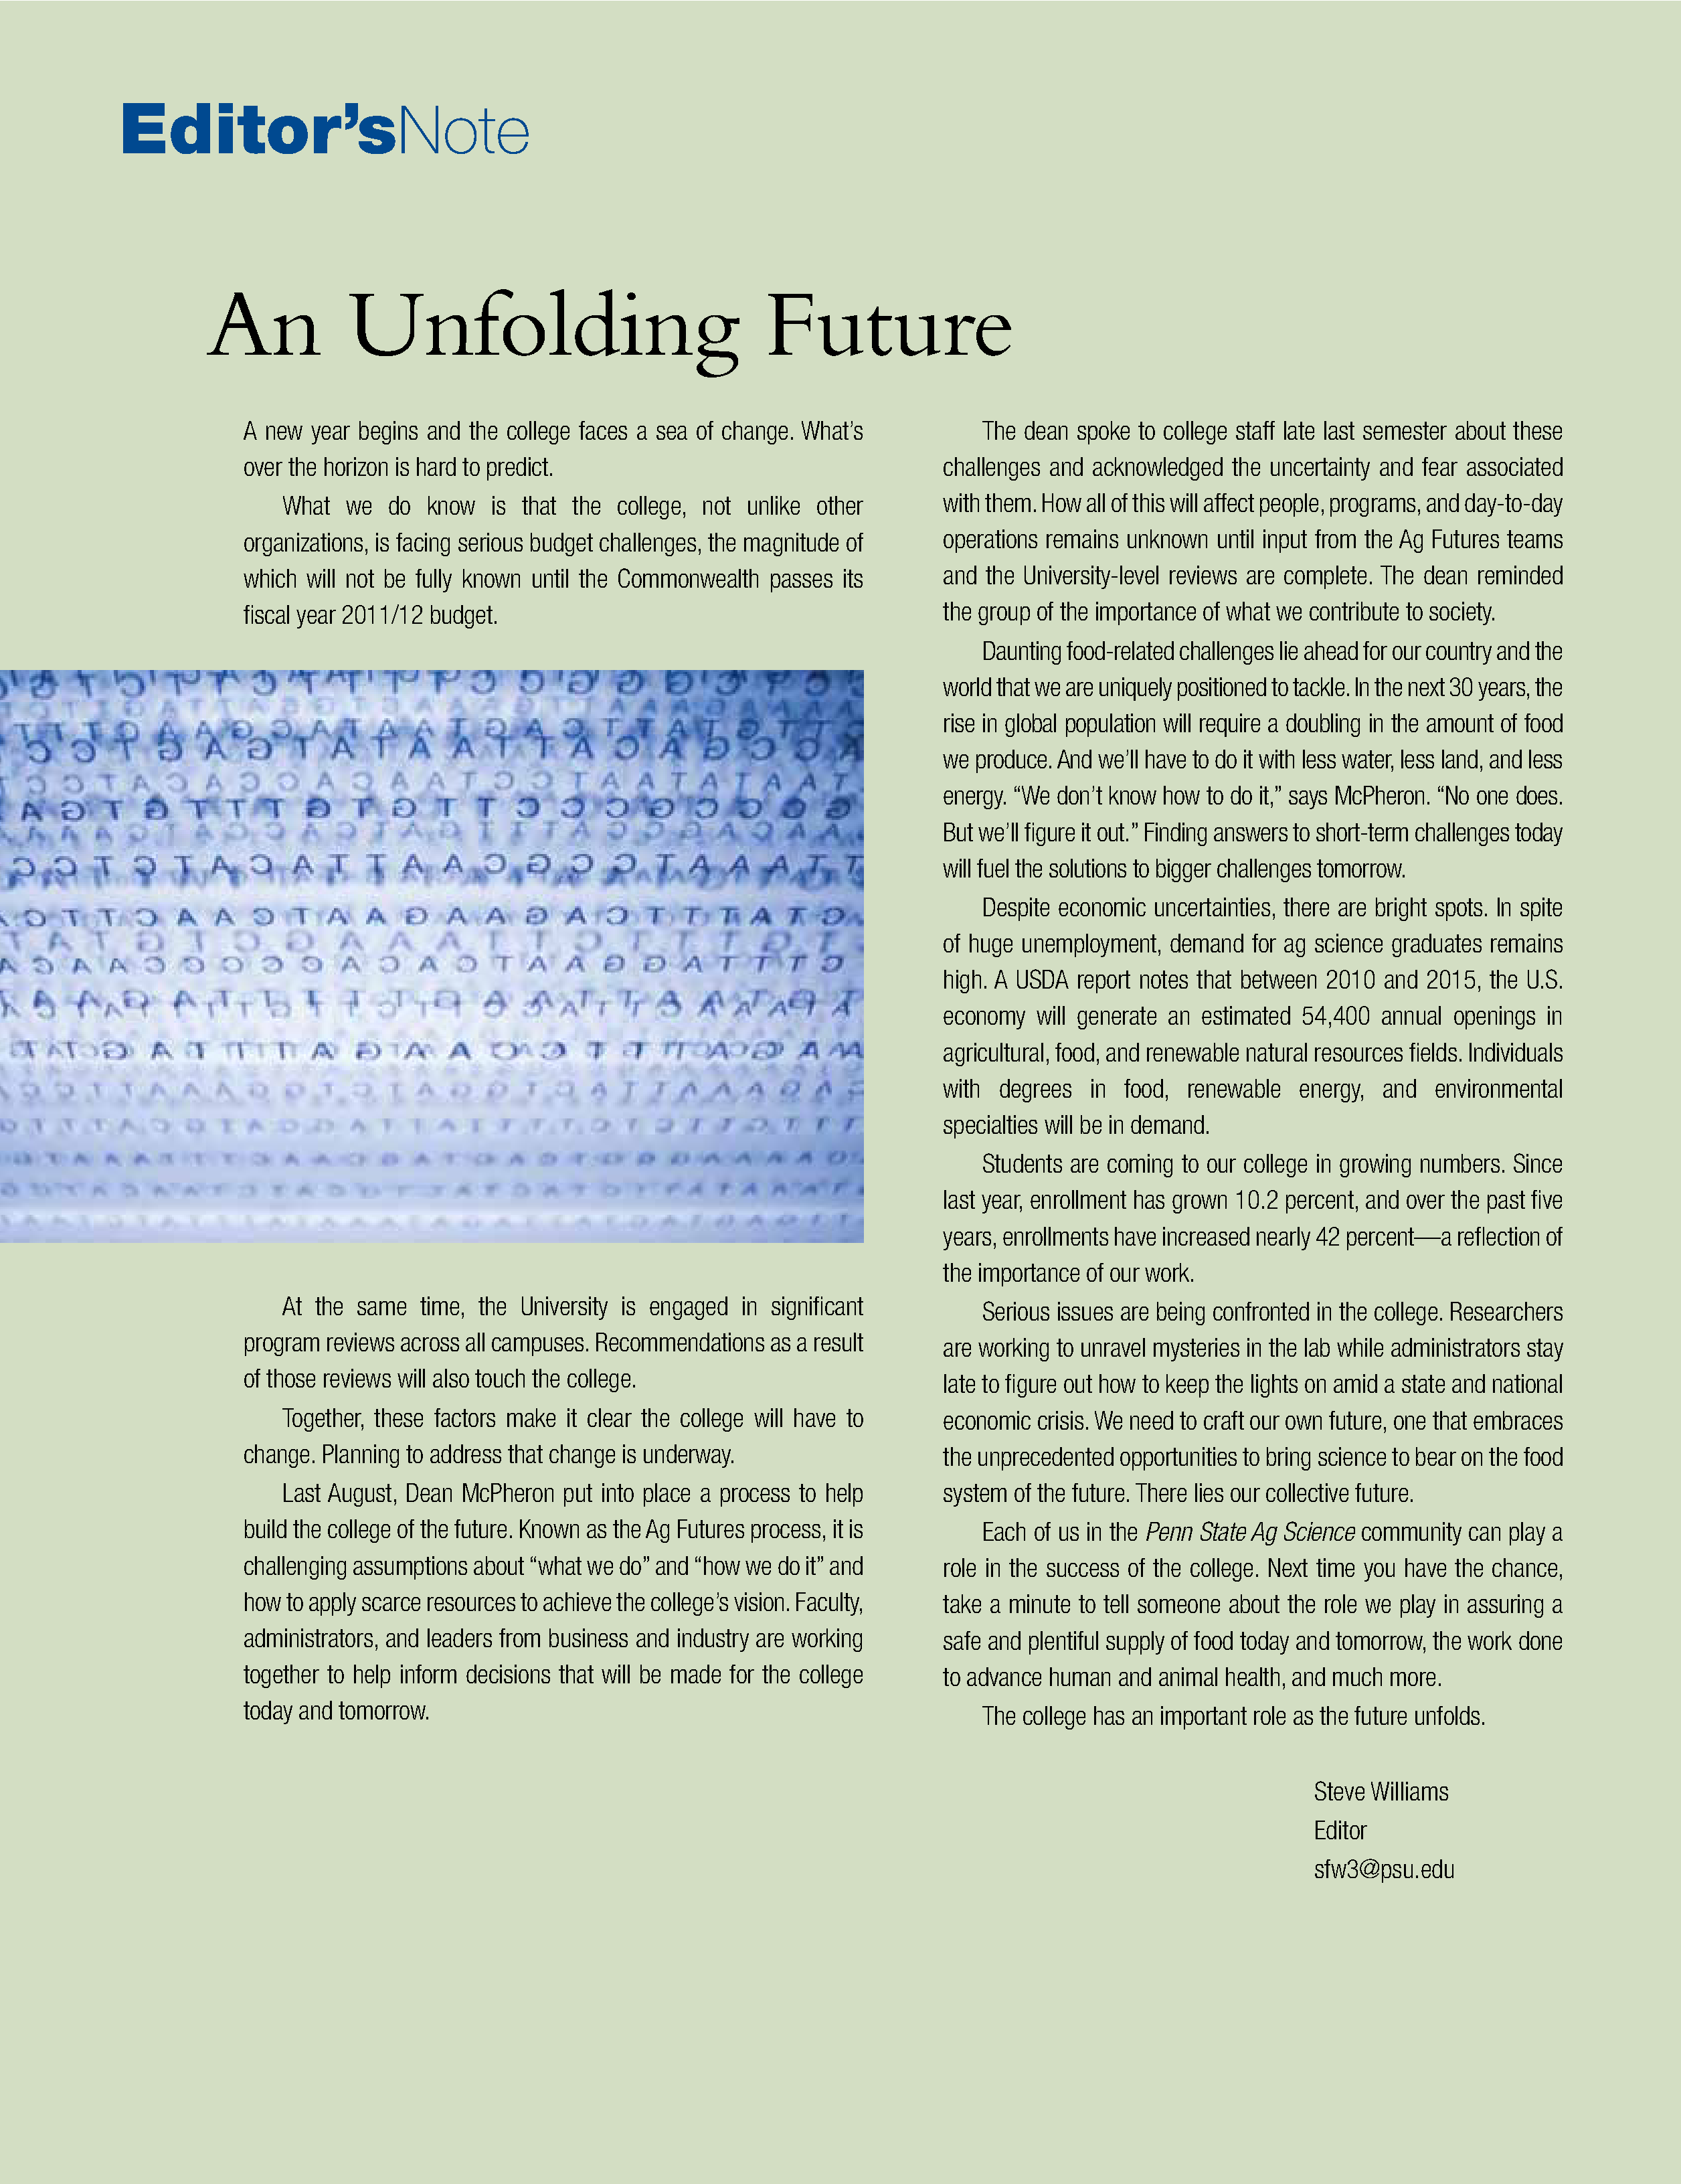 Editor’sNote
An Unfolding Future
A new year begins and the college faces a sea of change. What’s
over the horizon is hard to predict.
What we do know is that the college, not unlike other
organizations, is facing serious budget challenges, the magnitude of
which will not be fully known until the Commonwealth passes its
fiscal year 2011/12 budget.
At the same time, the University is engaged in significant
program reviews across all campuses. Recommendations as a result
of those reviews will also touch the college.
Together, these factors make it clear the college will have to
change. Planning to address that change is underway.
Last August, Dean McPheron put into place a process to help
build the college of the future. Known as the Ag Futures process, it is
challenging assumptions about “what we do” and “how we do it” and
how to apply scarce resources to achieve the college’s vision. Faculty,
administrators, and leaders from business and industry are working
together to help inform decisions that will be made for the college
today and tomorrow.
The dean spoke to college staff late last semester about these
challenges and acknowledged the uncertainty and fear associated
with them. How all of this will affect people, programs, and day-to-day
operations remains unknown until input from the Ag Futures teams
and the University-level reviews are complete. The dean reminded
the group of the importance of what we contribute to society.
Daunting food-related challenges lie ahead for our country and the
world that we are uniquely positioned to tackle. In the next 30 years, the
rise in global population will require a doubling in the amount of food
we produce. And we’ll have to do it with less water, less land, and less
energy. “We don’t know how to do it,” says McPheron. “No one does.
But we’ll figure it out.” Finding answers to short-term challenges today
will fuel the solutions to bigger challenges tomorrow.
Despite economic uncertainties, there are bright spots. In spite
of huge unemployment, demand for ag science graduates remains
high. A USDA report notes that between 2010 and 2015, the U.S.
economy will generate an estimated 54,400 annual openings in
agricultural, food, and renewable natural resources fields. Individuals
with degrees in food, renewable energy, and environmental
specialties will be in demand.
Students are coming to our college in growing numbers. Since
last year, enrollment has grown 10.2 percent, and over the past five
years, enrollments have increased nearly 42 percent—a reflection of
the importance of our work.
Serious issues are being confronted in the college. Researchers
are working to unravel mysteries in the lab while administrators stay
late to figure out how to keep the lights on amid a state and national
economic crisis. We need to craft our own future, one that embraces
the unprecedented opportunities to bring science to bear on the food
system of the future. There lies our collective future.
Each of us in the Penn State Ag Science community can play a
role in the success of the college. Next time you have the chance,
take a minute to tell someone about the role we play in assuring a
safe and plentiful supply of food today and tomorrow, the work done
to advance human and animal health, and much more.
The college has an important role as the future unfolds.
Steve Williams
Editor
sfw3@psu.edu